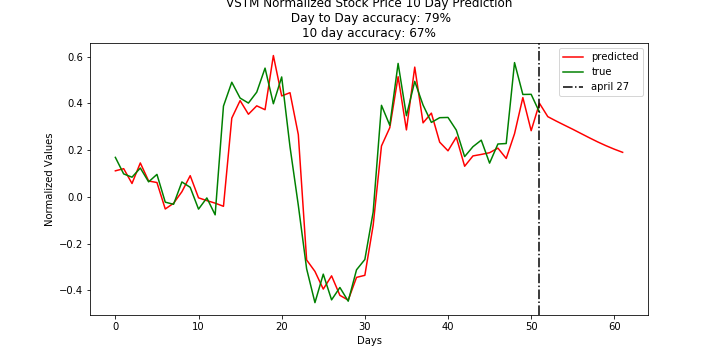 VSTM Normalized Stock Price 10 Day Prediction
Day to Day accuracy: 79%
10 day accuracy: 67%
predicted
true
april 27
Normalized Values
0.6
0.4
0.2
0.0
−0.2
−0.4
0 10 20 30 40 50 60
Days